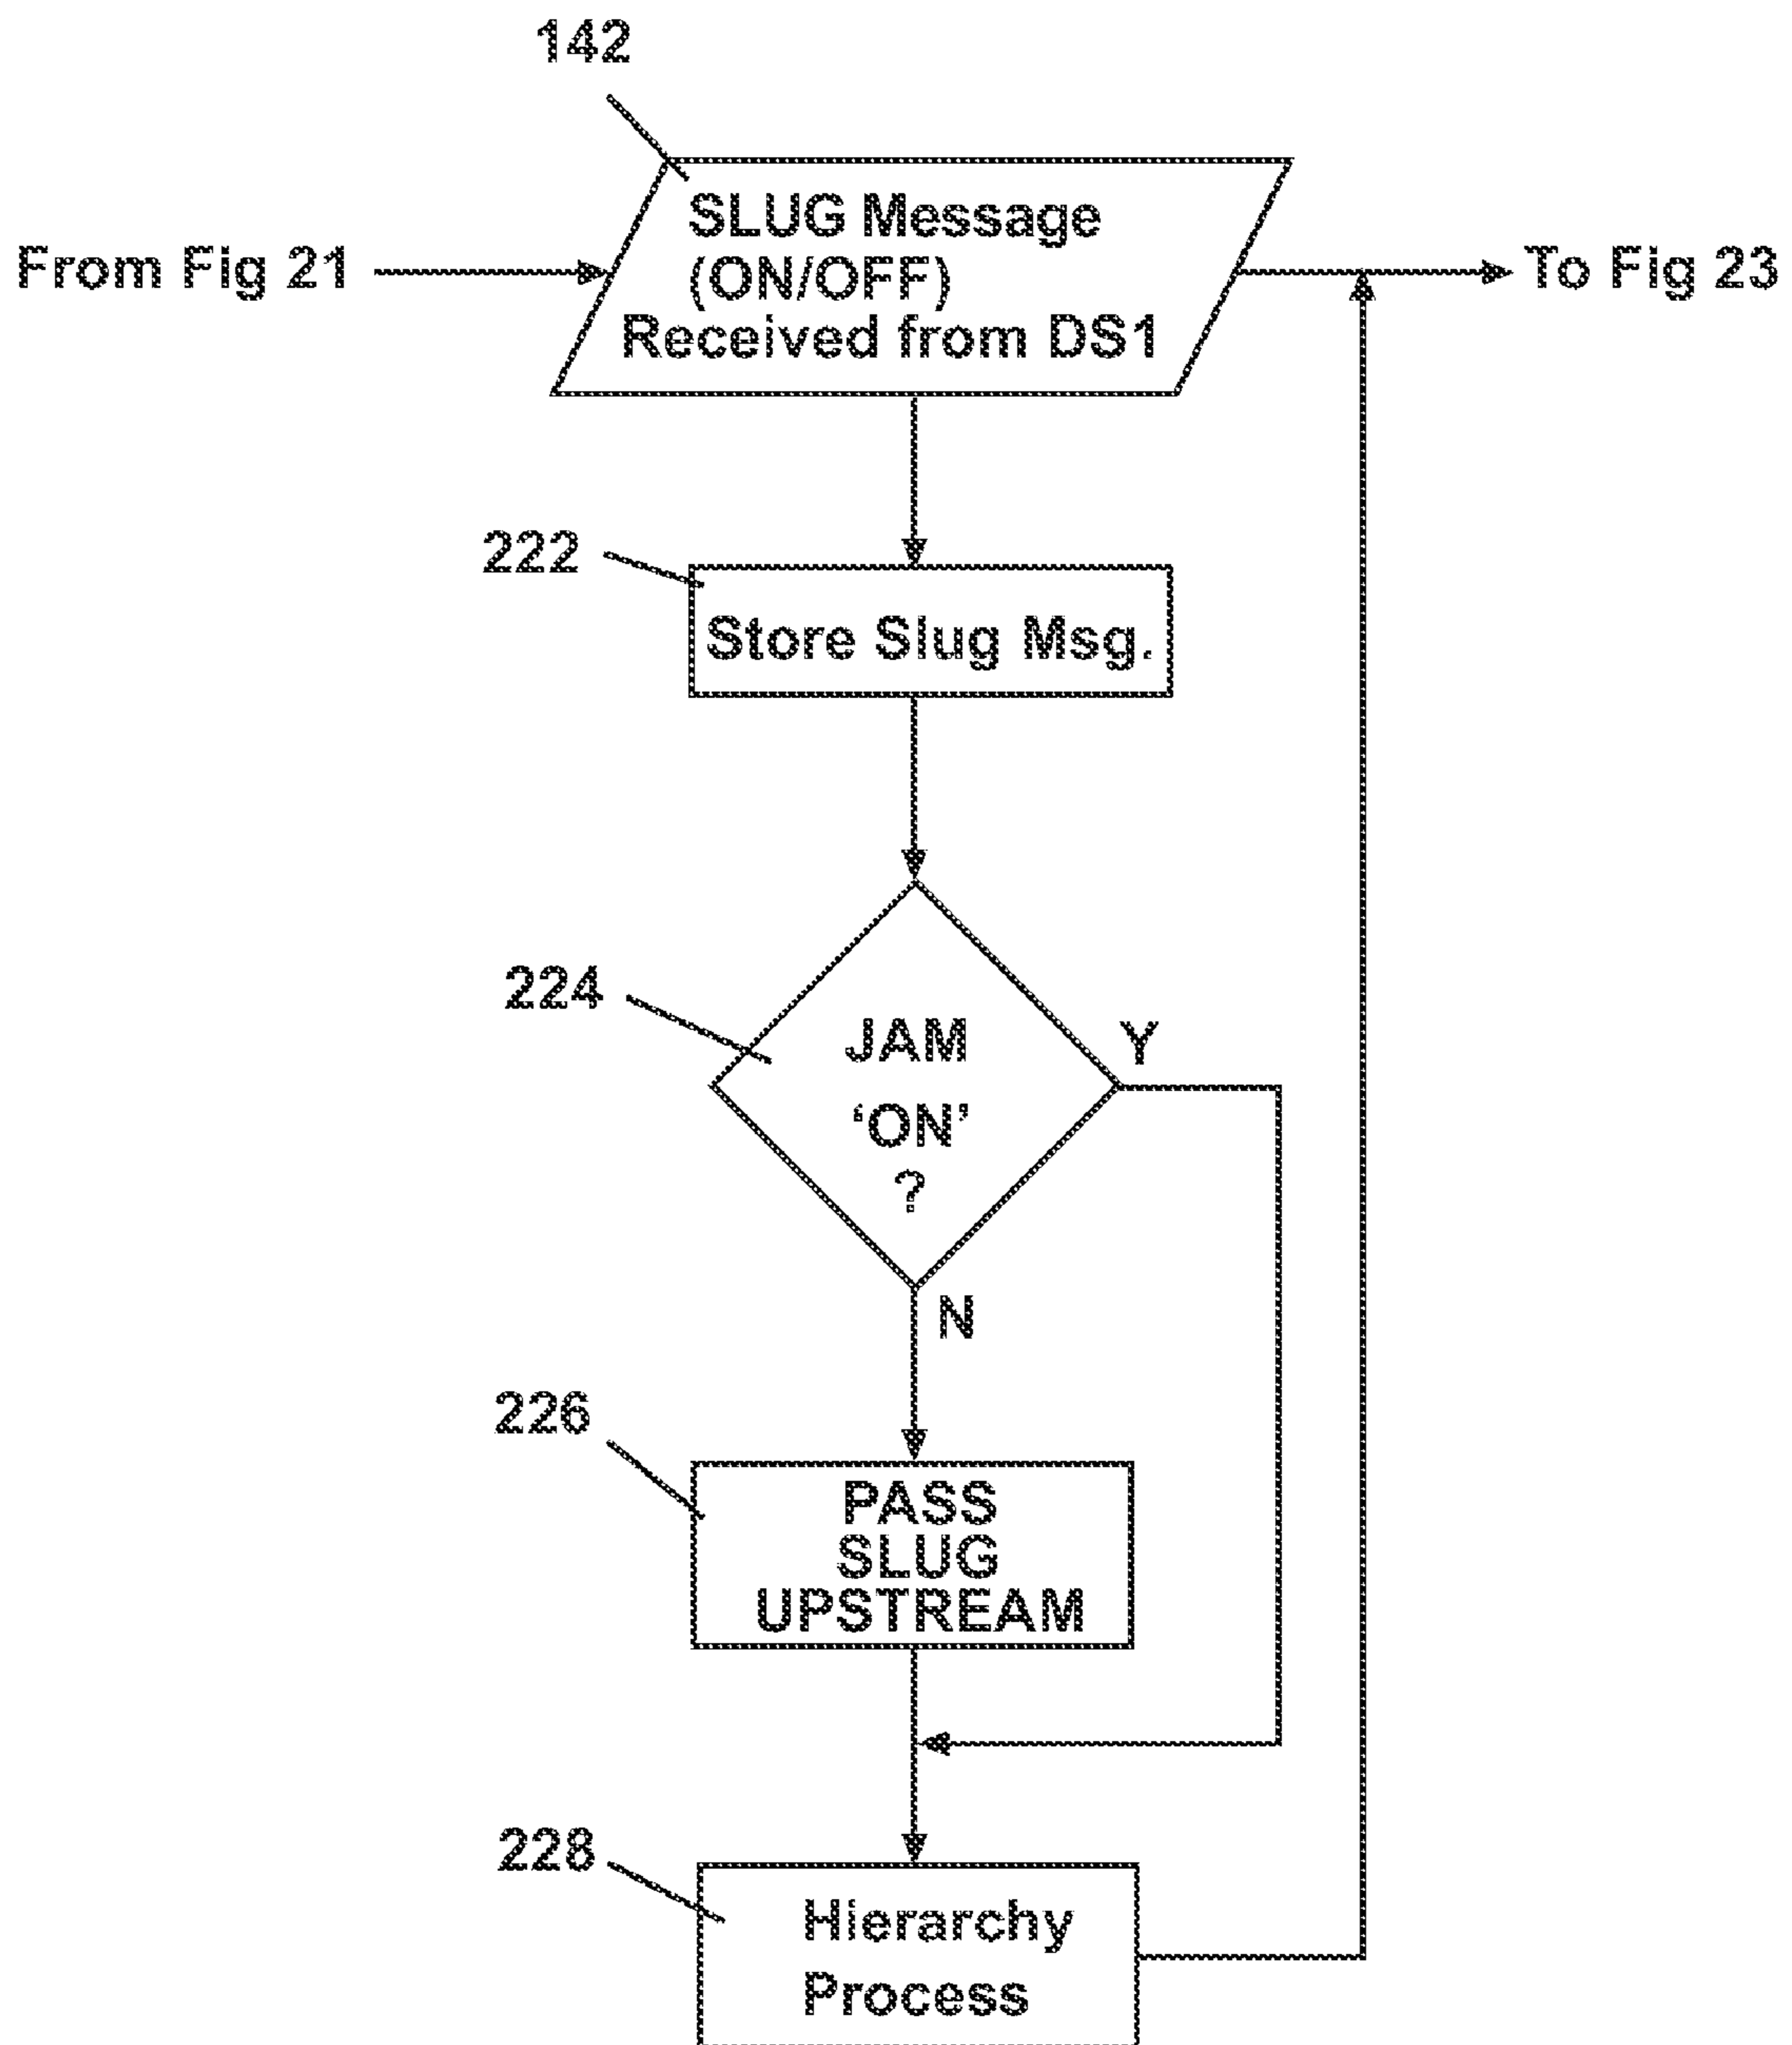 142
SLUG Message
(ON/OFF)
Received from DS1
From Fig 21
To Fig 23
222
Store Slug Msg.
224
JAM
‘ON’
?
Y
N
226
PASS
SLUG
UPSTREAM
228
Hierarchy
Process